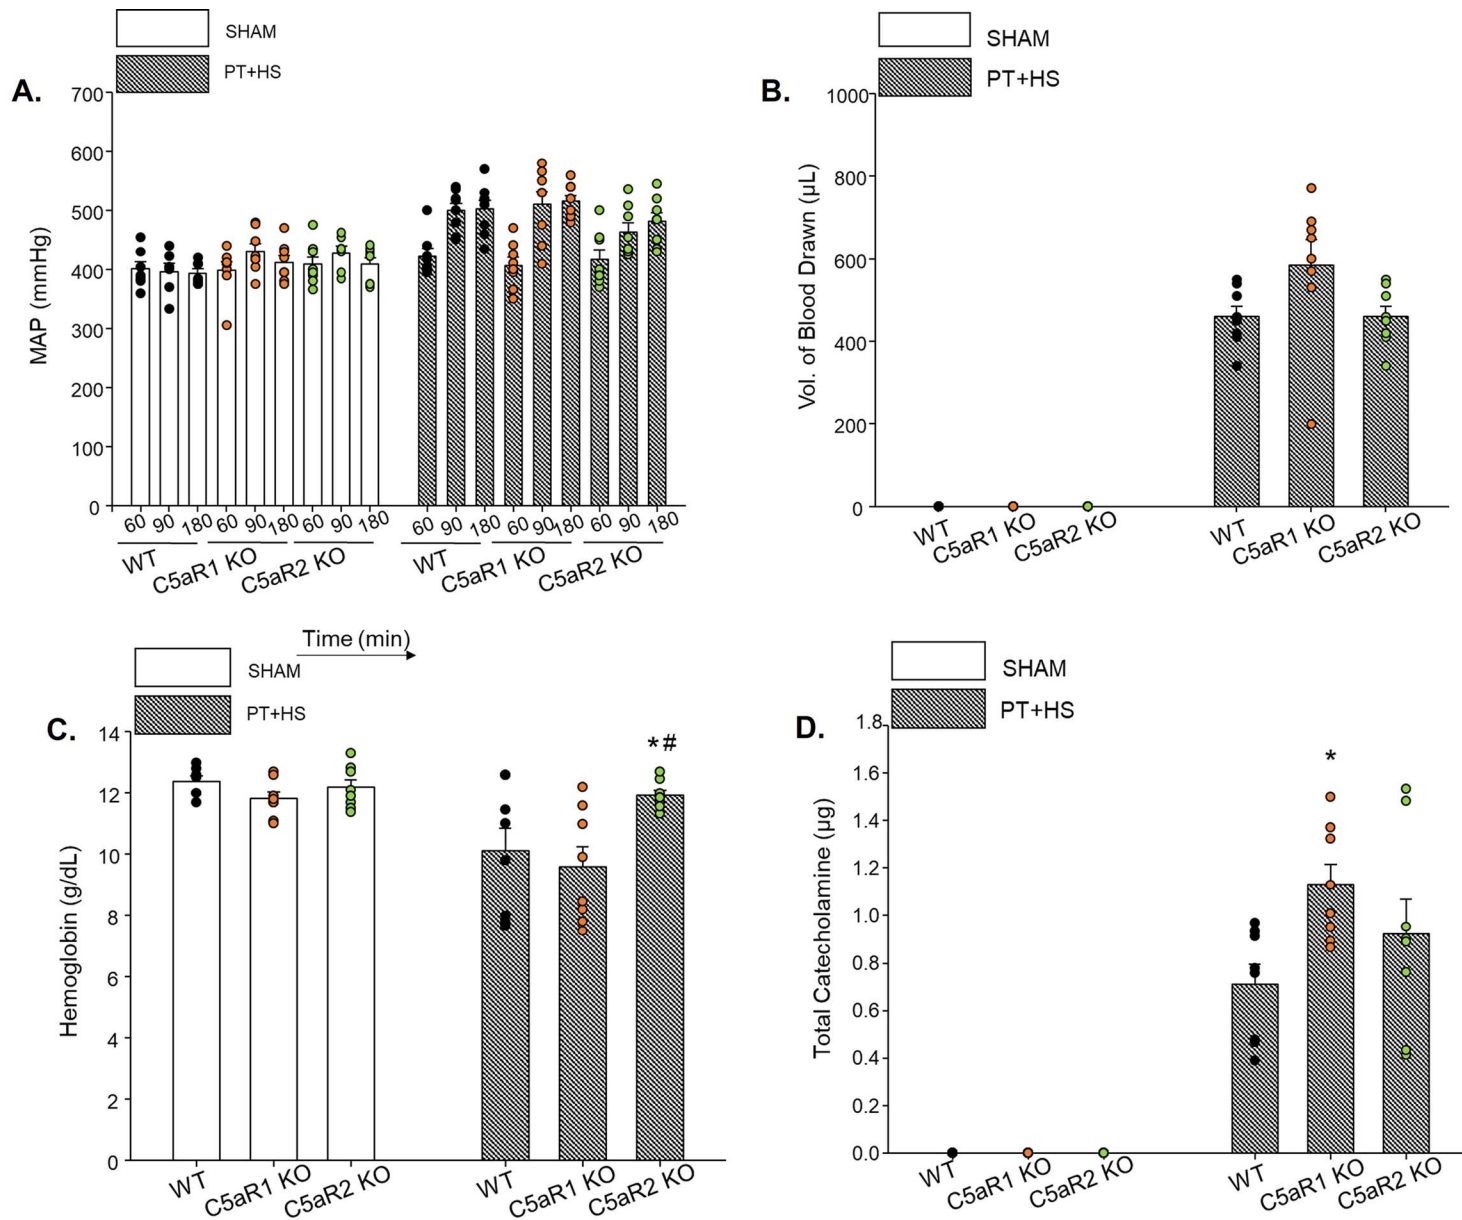 A.
SHAM
PT+HS
MAP (mmHg)
700
600
500
400
300
200
100
0
60 90 180 60 90 180 60 90 180 60 90 180 60 90 180 60 90 180
WT C5aR1 KO C5aR2 KO WT C5aR1 KO C5aR2 KO
Time (min)
B.
SHAM
PT+HS
Vol. of Blood Drawn (µL)
1000
800
600
400
200
0
WT C5aR1 KO C5aR2 KO WT C5aR1 KO C5aR2 KO
C.
SHAM
PT+HS
Hemoglobin (g/dL)
14
12
10
8
6
4
2
0
*#
WT C5aR1 KO C5aR2 KO WT C5aR1 KO C5aR2 KO
D.
SHAM
PT+HS
Total Catecholamine (µg)
1.8
1.6
1.4
1.2
1.0
0.8
0.6
0.4
0.2
0.0
*
WT C5aR1 KO C5aR2 KO WT C5aR1 KO C5aR2 KO